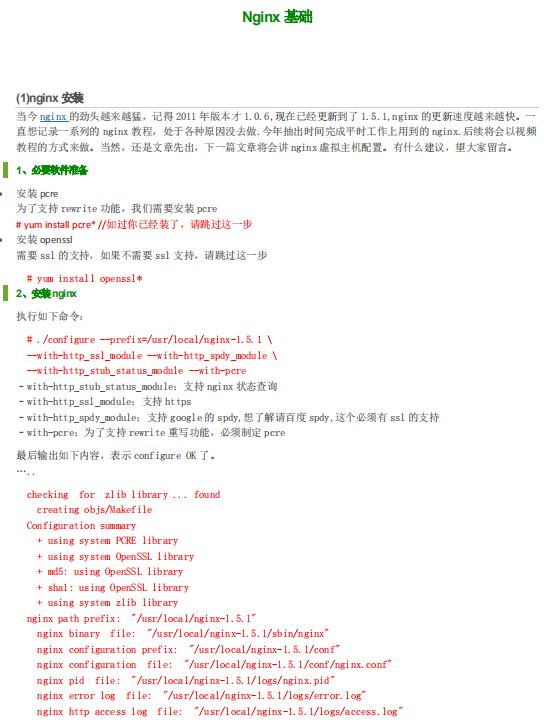 Nginx 基础
(1)nginx 安装
当今 nginx 的劲头越来越猛，记得 2011 年版本才 1.0.6,现在已经更新到了 1.5.1,nginx 的更新速度越来越快。一
直想记录一系列的 nginx 教程，处于各种原因没去做.今年抽出时间完成平时工作上用到的 nginx.后续将会以视频
教程的方式来做。当然，还是文章先出，下一篇文章将会讲 nginx 虚拟主机配置。有什么建议，望大家留言。
1、必要软件准备
安装 pcre
为了支持 rewrite 功能，我们需要安装 pcre
# yum install pcre* //如过你已经装了，请跳过这一步
安装 openssl
需要 ssl 的支持，如果不需要 ssl 支持，请跳过这一步
# yum install openssl*
2、安装nginx
执行如下命令：
# ./configure --prefix=/usr/local/nginx-1.5.1 \
--with-http_ssl_module --with-http_spdy_module \
--with-http_stub_status_module --with-pcre
–with-http_stub_status_module：支持 nginx 状态查询
–with-http_ssl_module：支持 https
–with-http_spdy_module：支持 google 的 spdy,想了解请百度 spdy,这个必须有 ssl 的支持
–with-pcre：为了支持 rewrite 重写功能，必须制定 pcre
最后输出如下内容，表示 configure OK 了。
…..
checking for zlib library ... found
creating objs/Makefile
Configuration summary
+ using system PCRE library
+ using system OpenSSL library
+ md5: using OpenSSL library
+ sha1: using OpenSSL library
+ using system zlib library
nginx path prefix: "/usr/local/nginx-1.5.1"
nginx binary file: "/usr/local/nginx-1.5.1/sbin/nginx"
nginx configuration prefix: "/usr/local/nginx-1.5.1/conf"
nginx configuration file: "/usr/local/nginx-1.5.1/conf/nginx.conf"
nginx pid file: "/usr/local/nginx-1.5.1/logs/nginx.pid"
nginx error log file: "/usr/local/nginx-1.5.1/logs/error.log"
nginx http access log file: "/usr/local/nginx-1.5.1/logs/access.log"